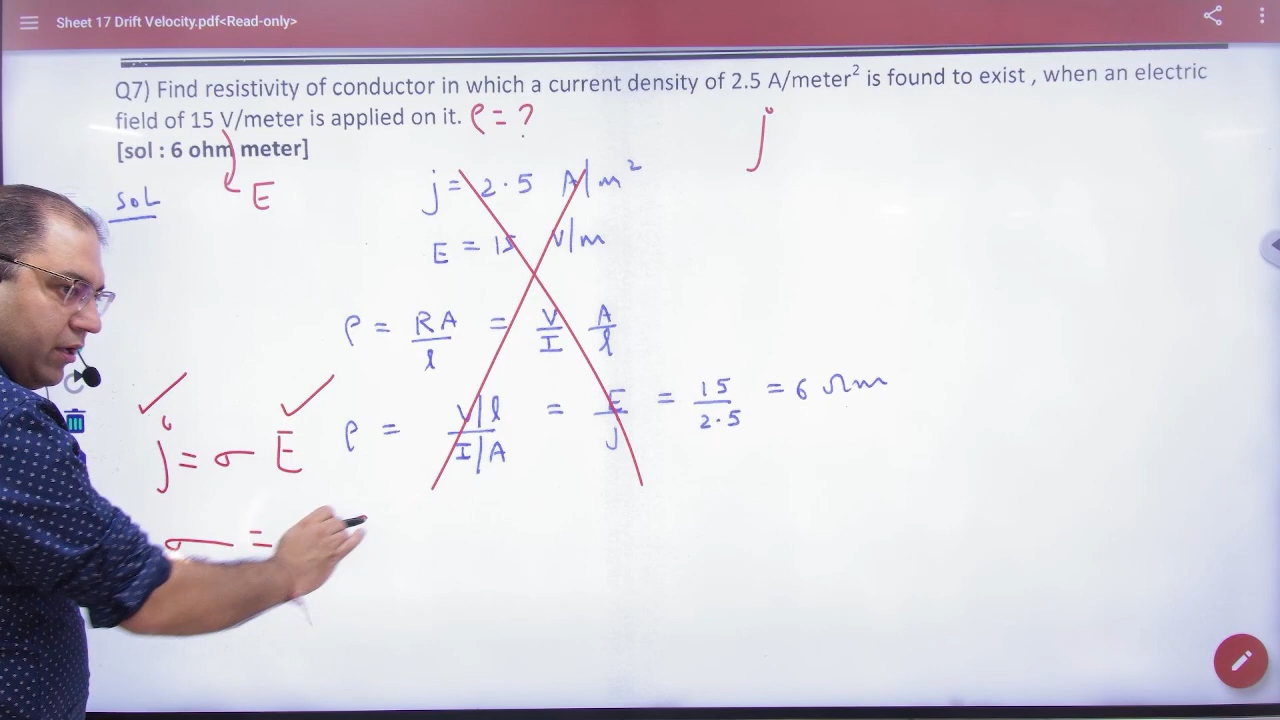 Sheet 17 Drift Velocity.pdf<Read-only>
Q7) Find resistivity of conductor in which a current density of 2.5 A/meter² is found to exist , when an electric
field of 15 V/meter is applied on it. ρ = ?
[sol : 6 ohm meter]
j
SOL
E
j = 2.5 A/m²
E = 15 V/m
ρ = RA/l = V/I A/l
ρ = V/l / I/A = E/j = 15/2.5 = 6 Ωm
j = σ E
σ =